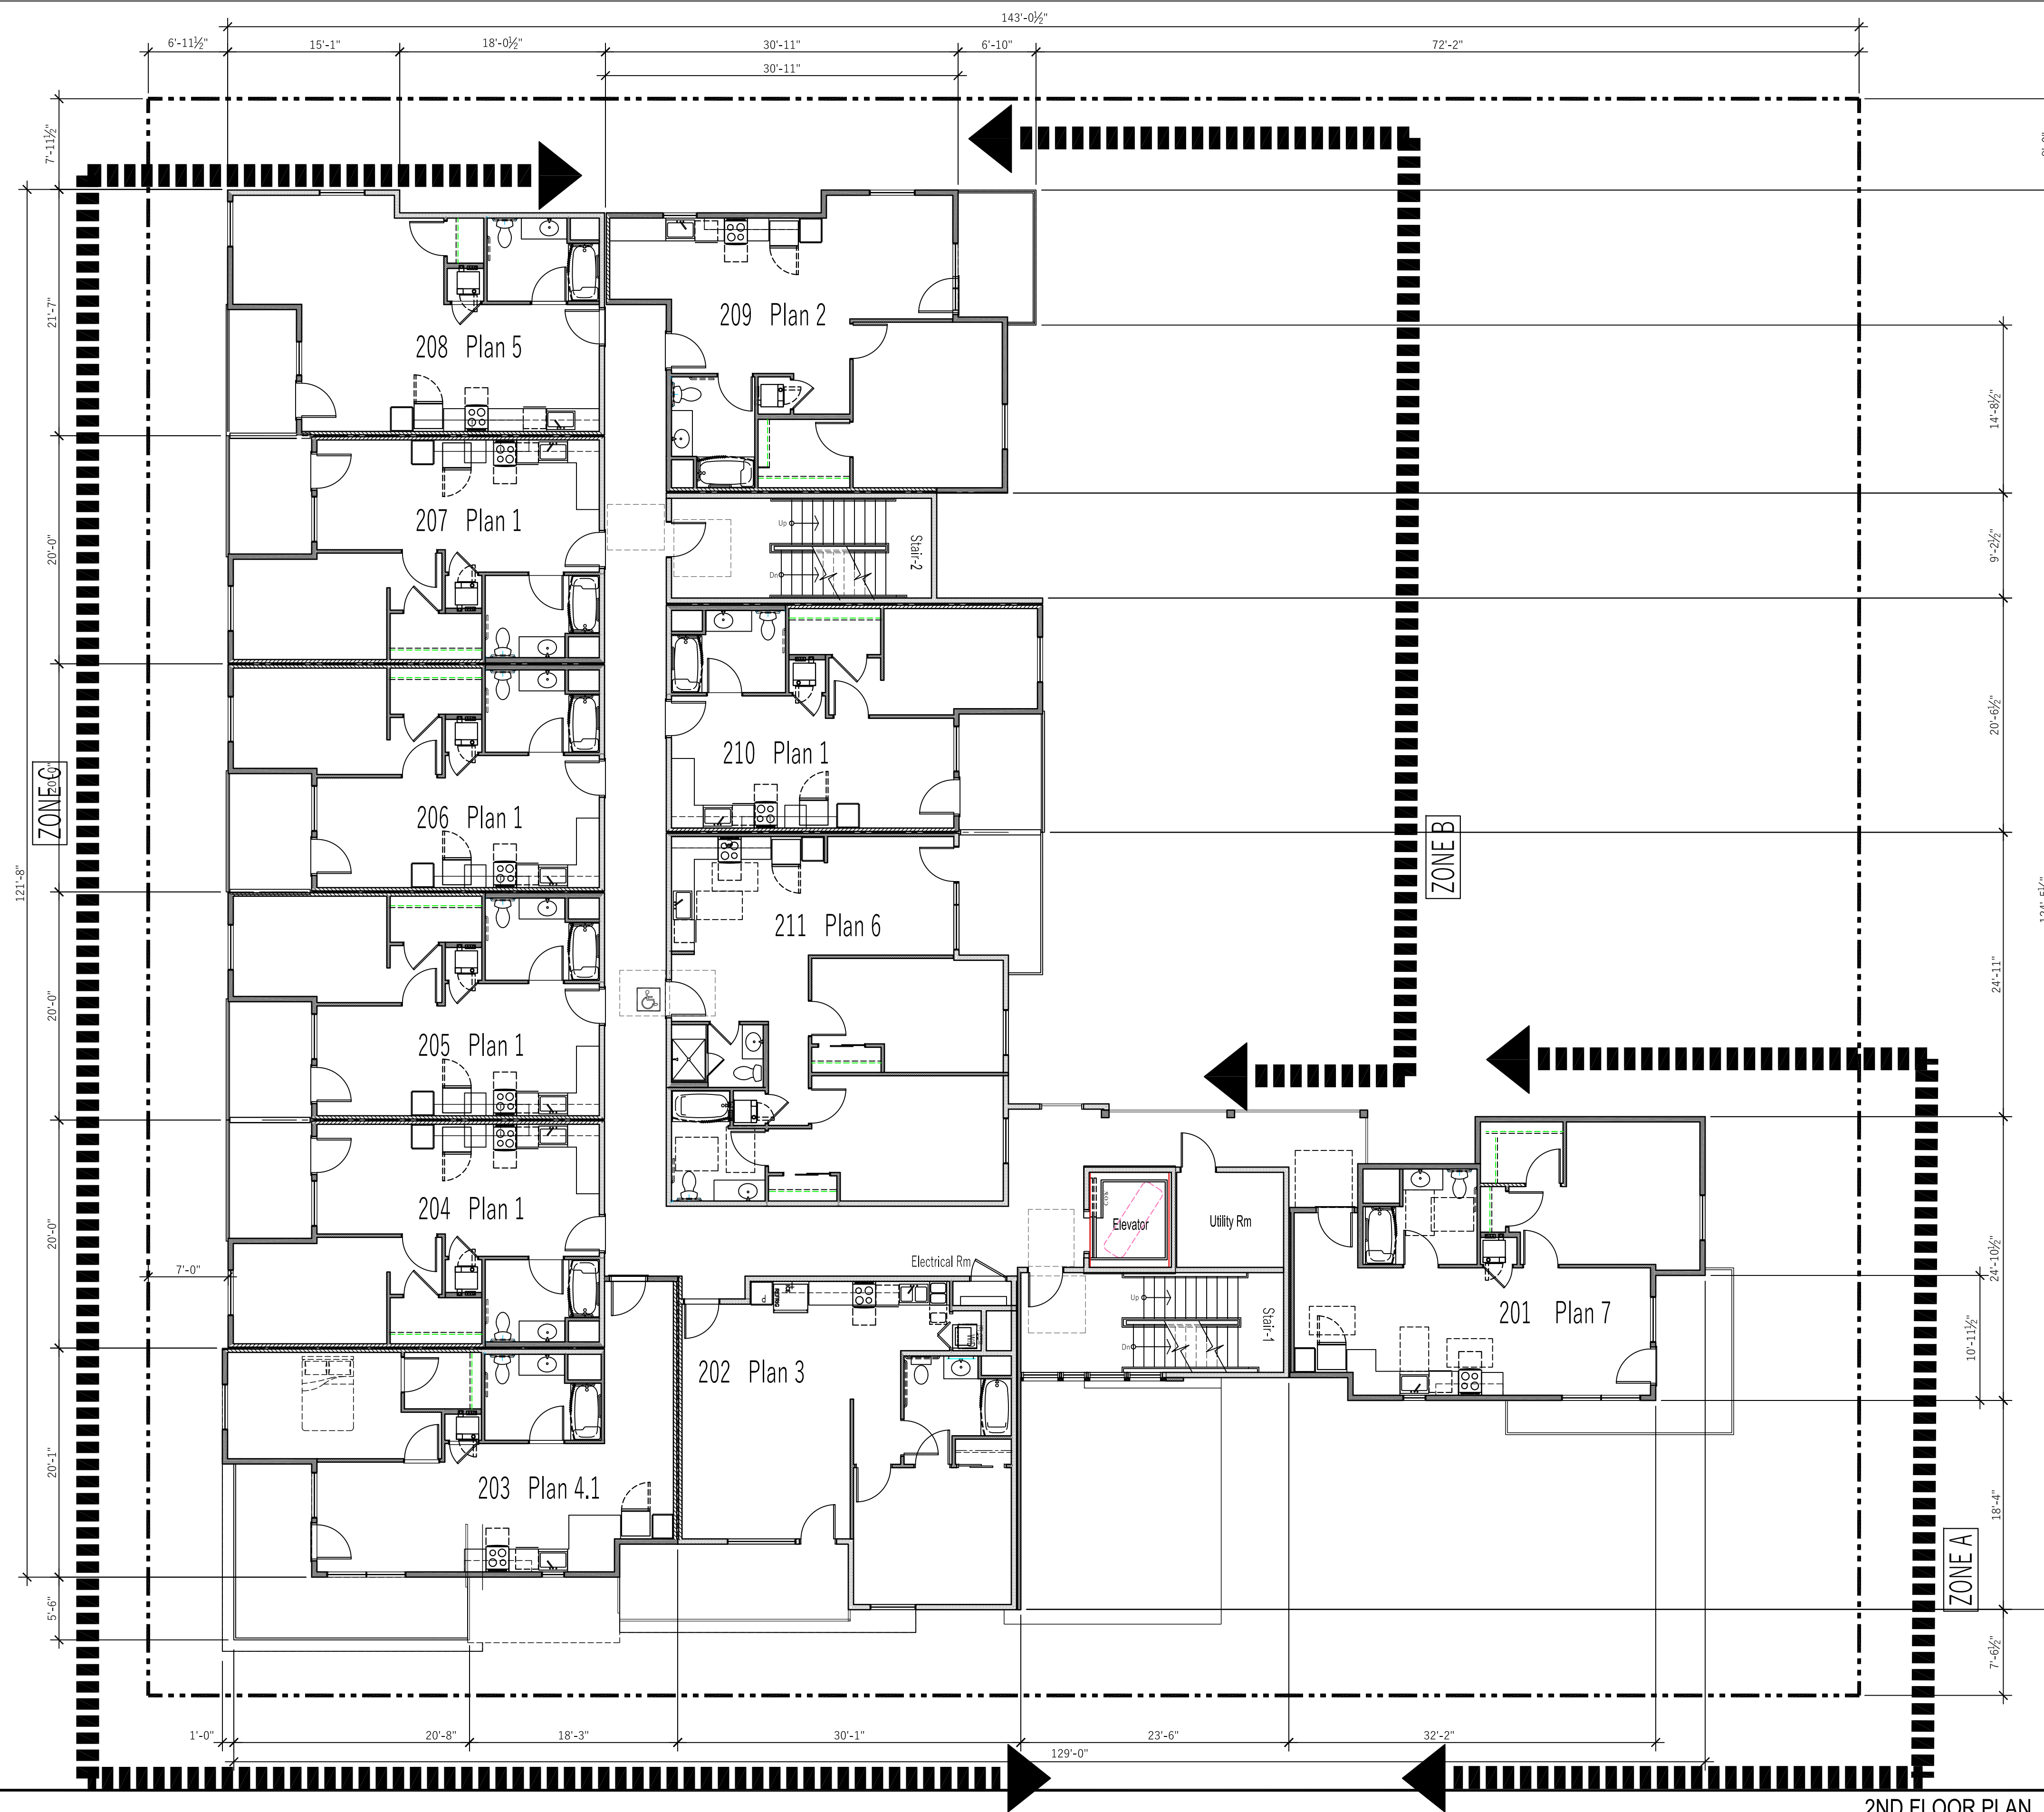 143'-0½"
6'-11½"
15'-1"
18'-0½"
30'-11"
6'-10"
72'-2"
30'-11"
7'-11½"
21'-7"
14'-8½"
209 Plan 2
208 Plan 5
207 Plan 1
Up
Dn
Stair-2
20'-0"
9'-2½"
20'-6½"
210 Plan 1
206 Plan 1
ZONE C
20'-0"
ZONE B
121'-8"
211 Plan 6
24'-11"
20'-0"
205 Plan 1
204 Plan 1
20'-0"
7'-0"
Elevator
Utility Rm
Electrical Rm
24'-10½"
Up
Dn
Stair-1
201 Plan 7
10'-11½"
202 Plan 3
20'-1"
203 Plan 4.1
18'-4"
ZONE A
5'-6"
7'-6½"
1'-0"
20'-8"
18'-3"
30'-1"
23'-6"
32'-2"
129'-0"
2ND FLOOR PLAN